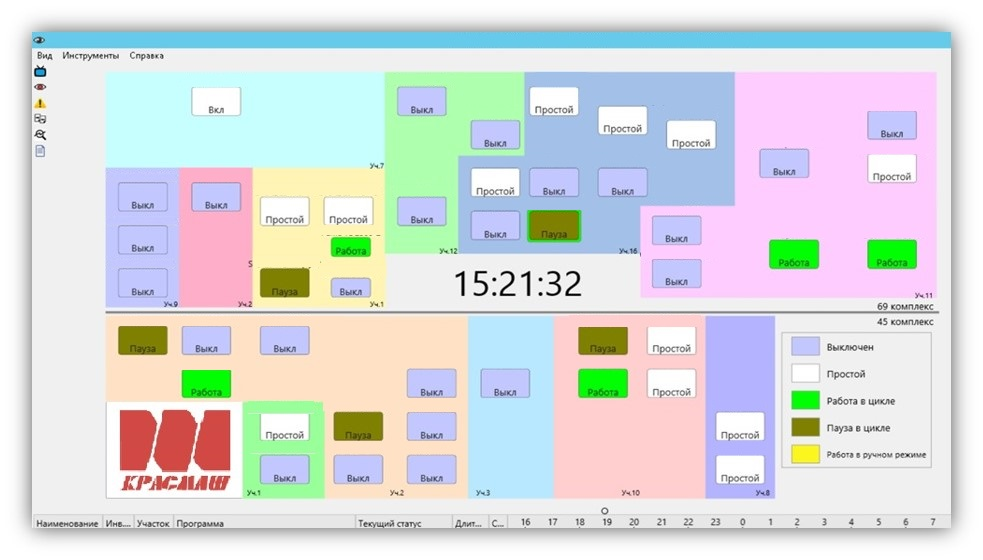 Вид Инструменты Справка
Вкл
Уч.7
Выкл
Выкл
Выкл
Уч.12
Простой
Простой
Простой
Простой
Выкл
Выкл
Выкл
Пауза
Уч.16
Выкл
Выкл
Простой
Выкл
Выкл
Работа
Работа
Уч.11
Выкл
Выкл
Выкл
Уч.9
Выкл
Уч.2
Простой
Простой
Работа
Пауза
Выкл
Уч.1
15:21:32
69 комплекс
45 комплекс
Пауза
Выкл
Выкл
Работа
Выкл
Пауза
Выкл
Выкл
Выкл
Уч.2
КРАСМАШ
Простой
Выкл
Уч.1
Выкл
Уч.3
Пауза
Простой
Работа
Простой
Уч.10
Простой
Простой
Уч.8
Выключен
Простой
Работа в цикле
Пауза в цикле
Работа в ручном режиме
Наименование Инв.... Участок Программа Текущий статус Длит... С... 16 17 18 19 20 21 22 23 0 1 2 3 4 5 6 7